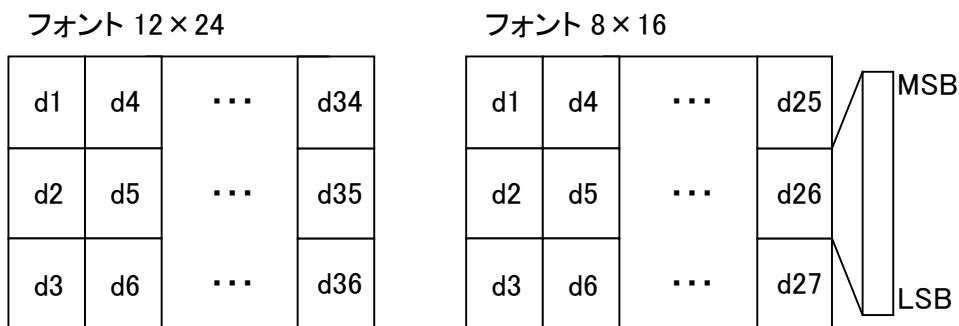 フォント 12×24
d1 d4 ・・・ d34
d2 d5 ・・・ d35
d3 d6 ・・・ d36
フォント 8×16
d1 d4 ・・・ d25
d2 d5 ・・・ d26
d3 d6 ・・・ d27
MSB
LSB